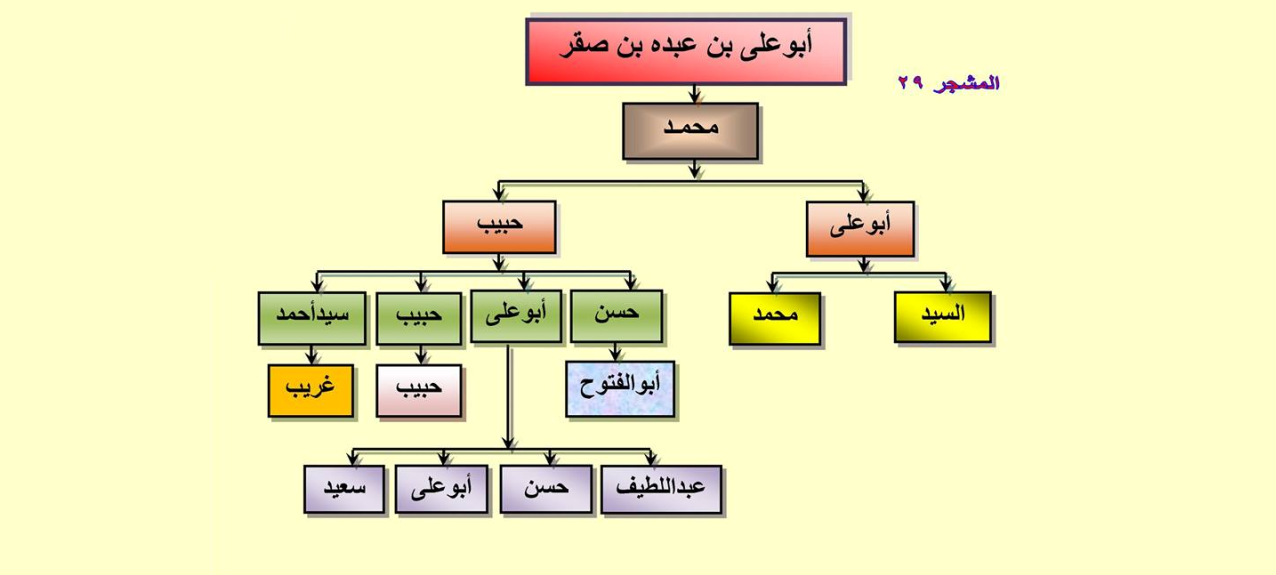 أبوعلى بن عبده بن صقر
المشجر ٢٩
محمـد
أبوعلى
حبيب
السيد
محمد
حسن
أبوعلى
حبيب
سيدأحمد
أبوالفتوح
حبيب
غريب
عبداللطيف
حسن
أبوعلى
سعيد